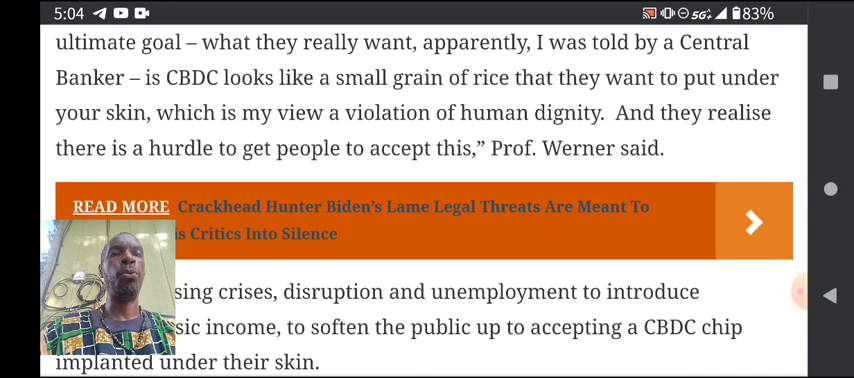 5:04
5G
83%
ultimate goal – what they really want, apparently, I was told by a Central
Banker – is CBDC looks like a small grain of rice that they want to put under
your skin, which is my view a violation of human dignity.  And they realise
there is a hurdle to get people to accept this,” Prof. Werner said.
READ MORE Crackhead Hunter Biden’s Lame Legal Threats Are Meant To
is Critics Into Silence
sing crises, disruption and unemployment to introduce
sic income, to soften the public up to accepting a CBDC chip
implanted under their skin.